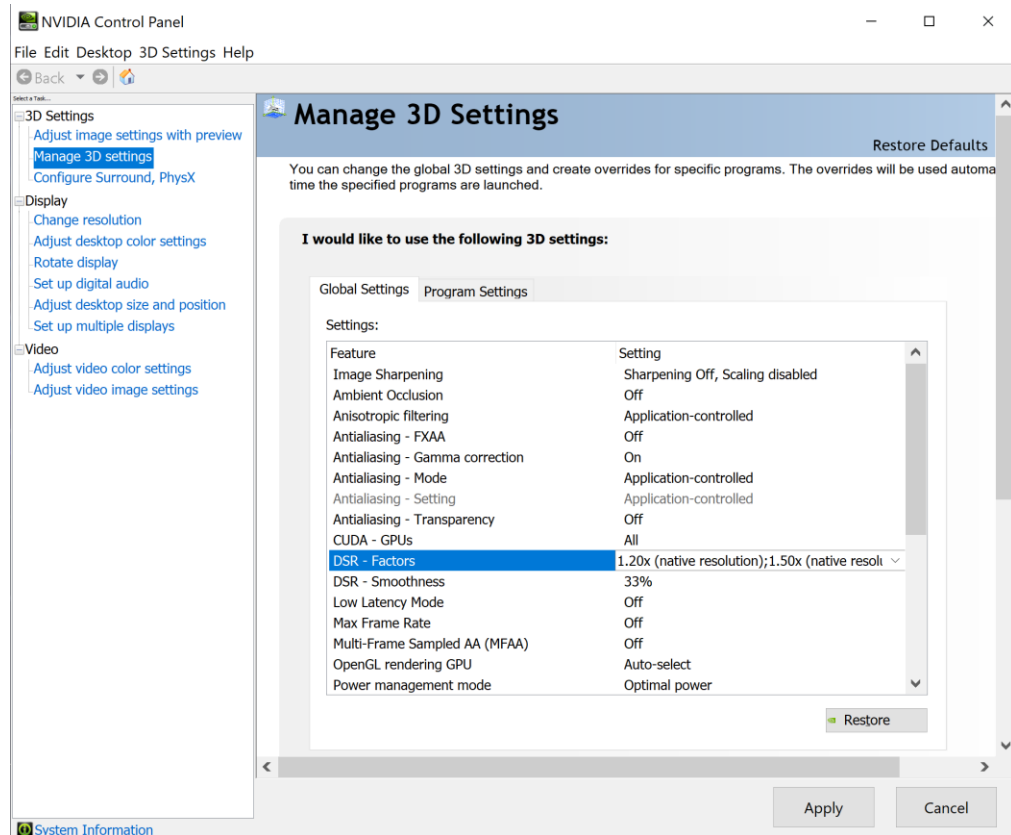 NVIDIA Control Panel
File Edit Desktop 3D Settings Help
Back
Select a Task...
3D Settings
Adjust image settings with preview
Manage 3D settings
Configure Surround, PhysX
Display
Change resolution
Adjust desktop color settings
Rotate display
Set up digital audio
Adjust desktop size and position
Set up multiple displays
Video
Adjust video color settings
Adjust video image settings
System Information
Manage 3D Settings
Restore Defaults
You can change the global 3D settings and create overrides for specific programs. The overrides will be used automa
time the specified programs are launched.
I would like to use the following 3D settings:
Global Settings Program Settings
Settings:
Feature Setting
Image Sharpening Sharpening Off, Scaling disabled
Ambient Occlusion Off
Anisotropic filtering Application-controlled
Antialiasing - FXAA Off
Antialiasing - Gamma correction On
Antialiasing - Mode Application-controlled
Antialiasing - Setting Application-controlled
Antialiasing - Transparency Off
CUDA - GPUs All
DSR - Factors 1.20x (native resolution);1.50x (native resolu
DSR - Smoothness 33%
Low Latency Mode Off
Max Frame Rate Off
Multi-Frame Sampled AA (MFAA) Off
OpenGL rendering GPU Auto-select
Power management mode Optimal power
Restore
Apply Cancel